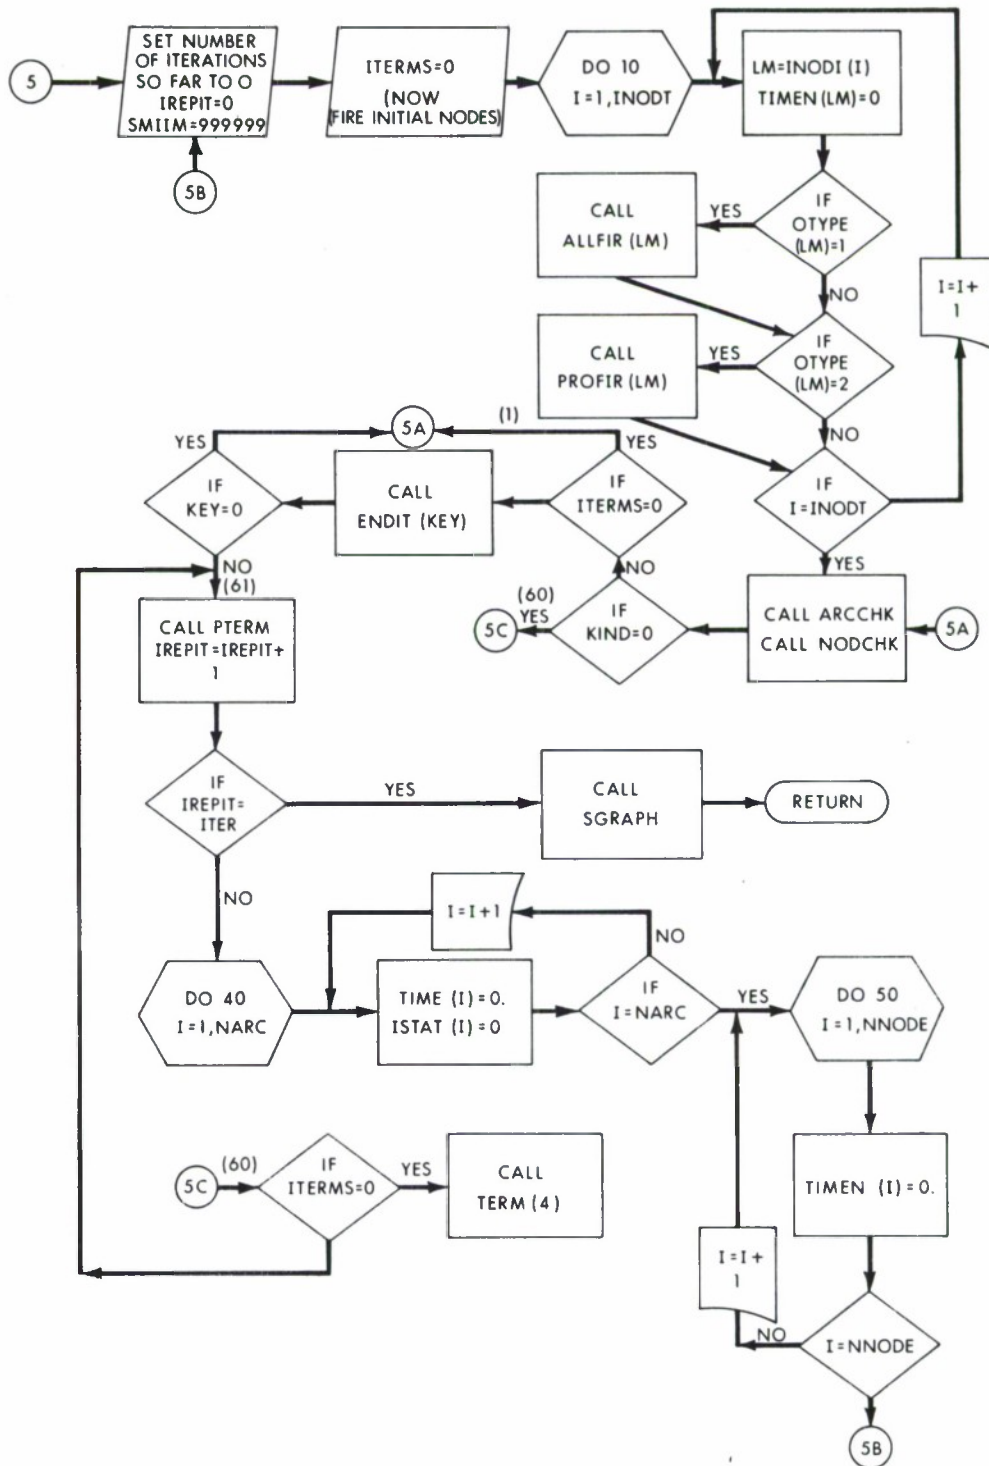 5
SET NUMBER
OF ITERATIONS
SO FAR TO 0
IREPIT=0
SMIIM=999999
5B
ITERMS=0
(NOW
(FIRE INITIAL NODES)
DO 10
I=1,INODT
LM=INODI (I)
TIMEN (LM)=0
IF
OTYPE
(LM)=1
YES
CALL
ALLFIR (LM)
NO
I=I+
1
IF
OTYPE
(LM)=2
YES
CALL
PROFIR (LM)
NO
IF
I=INODT
YES
CALL ARCCHK
CALL NODCHK
5A
IF
KIND=0
(60)
YES
5C
NO
IF
ITERMS=0
YES
(1)
5A
CALL
ENDIT (KEY)
IF
KEY=0
YES
NO
(61)
CALL PTERM
IREPIT=IREPIT+
1
IF
IREPIT=
ITER
YES
CALL
SGRAPH
RETURN
NO
DO 40
I=1,NARC
I=I+1
TIME (I)=0.
ISTAT (I)=0
NO
IF
I=NARC
YES
DO 50
I=1,NNODE
TIMEN (I)=0.
I=I+
1
NO
I=NNODE
5B
5C
(60)
IF
ITERMS=0
YES
CALL
TERM (4)